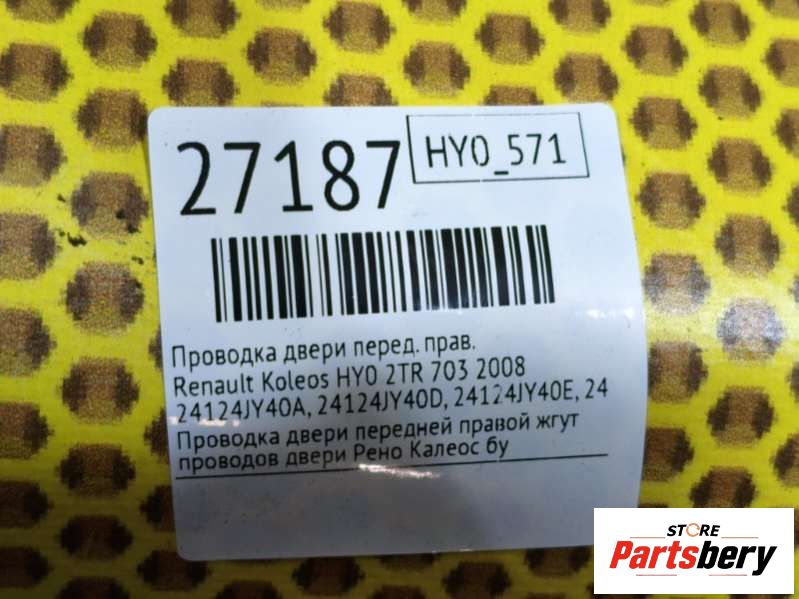 27187
HY0_571
Проводка двери перед. прав.
Renault Koleos HY0 2TR 703 2008
24124JY40A, 24124JY40D, 24124JY40E, 24
Проводка двери передней правой жгут
проводов двери Рено Калеос бу
STORE
Partsbery